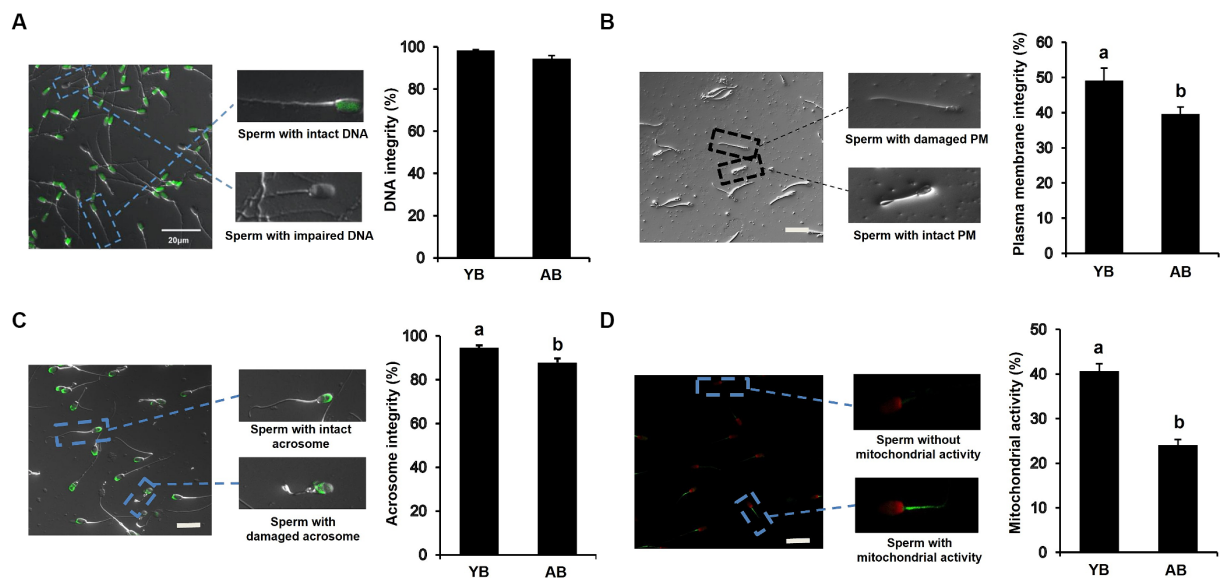 A
Sperm with intact DNA
Sperm with impaired DNA
20μm
DNA integrity (%)
100
80
60
40
20
0
YB
AB
B
Sperm with damaged PM
Sperm with intact PM
Plasma membrane integrity (%)
60
50
40
30
20
10
0
a
b
YB
AB
C
Sperm with intact
acrosome
Sperm with
damaged acrosome
Acrosome integrity (%)
100
80
60
40
20
0
a
b
YB
AB
D
Sperm without
mitochondrial activity
Sperm with
mitochondrial activity
Mitochondrial activity (%)
50
40
30
20
10
0
a
b
YB
AB